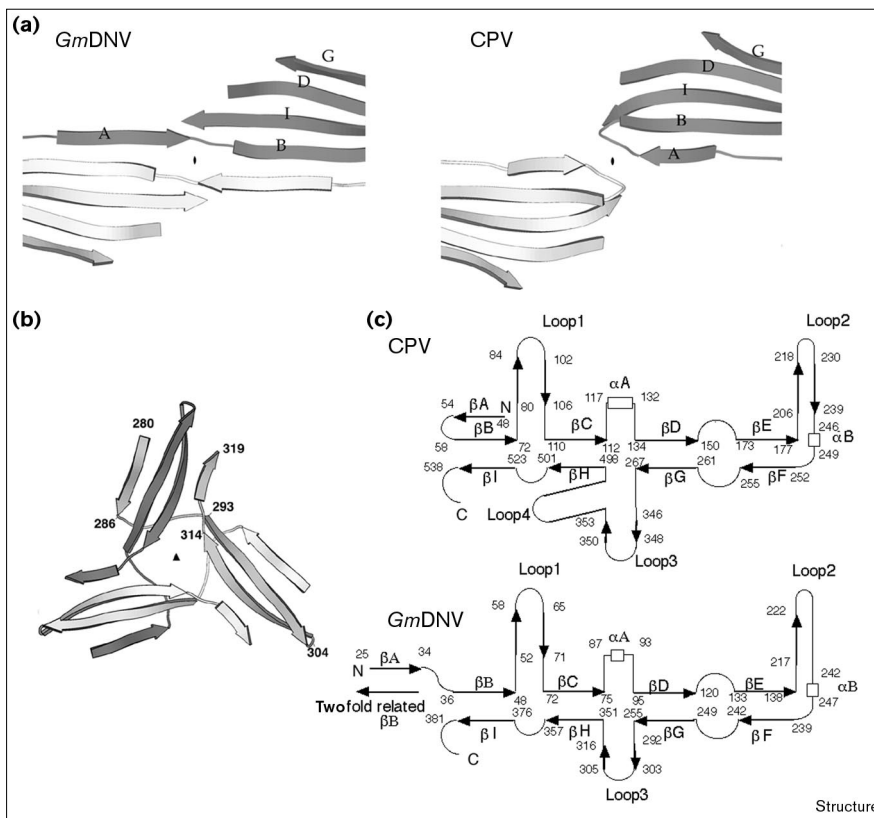 (a)
GmDNV
CPV
G
D
I
A
B
G
D
I
B
A
(b)
280
319
286
293
314
304
(c)
CPV
Loop1
Loop2
84
102
αA
117
132
218
230
54
βA
N
48
80
106
206
239
βB
βC
βD
βE
246
αB
58
72
110
112
134
150
173
177
249
538
523
501
498
267
261
255
252
βI
βH
βG
βF
C
Loop4
353
346
350
348
Loop3
GmDNV
Loop1
Loop2
58
65
αA
87
93
222
25
34
N
βA
52
71
217
βB
βC
βD
βE
242
αB
36
48
72
75
95
120
133
138
247
Twofold related
βB
381
376
357
351
255
249
242
239
βI
βH
βG
βF
C
316
292
305
303
Loop3
Structure